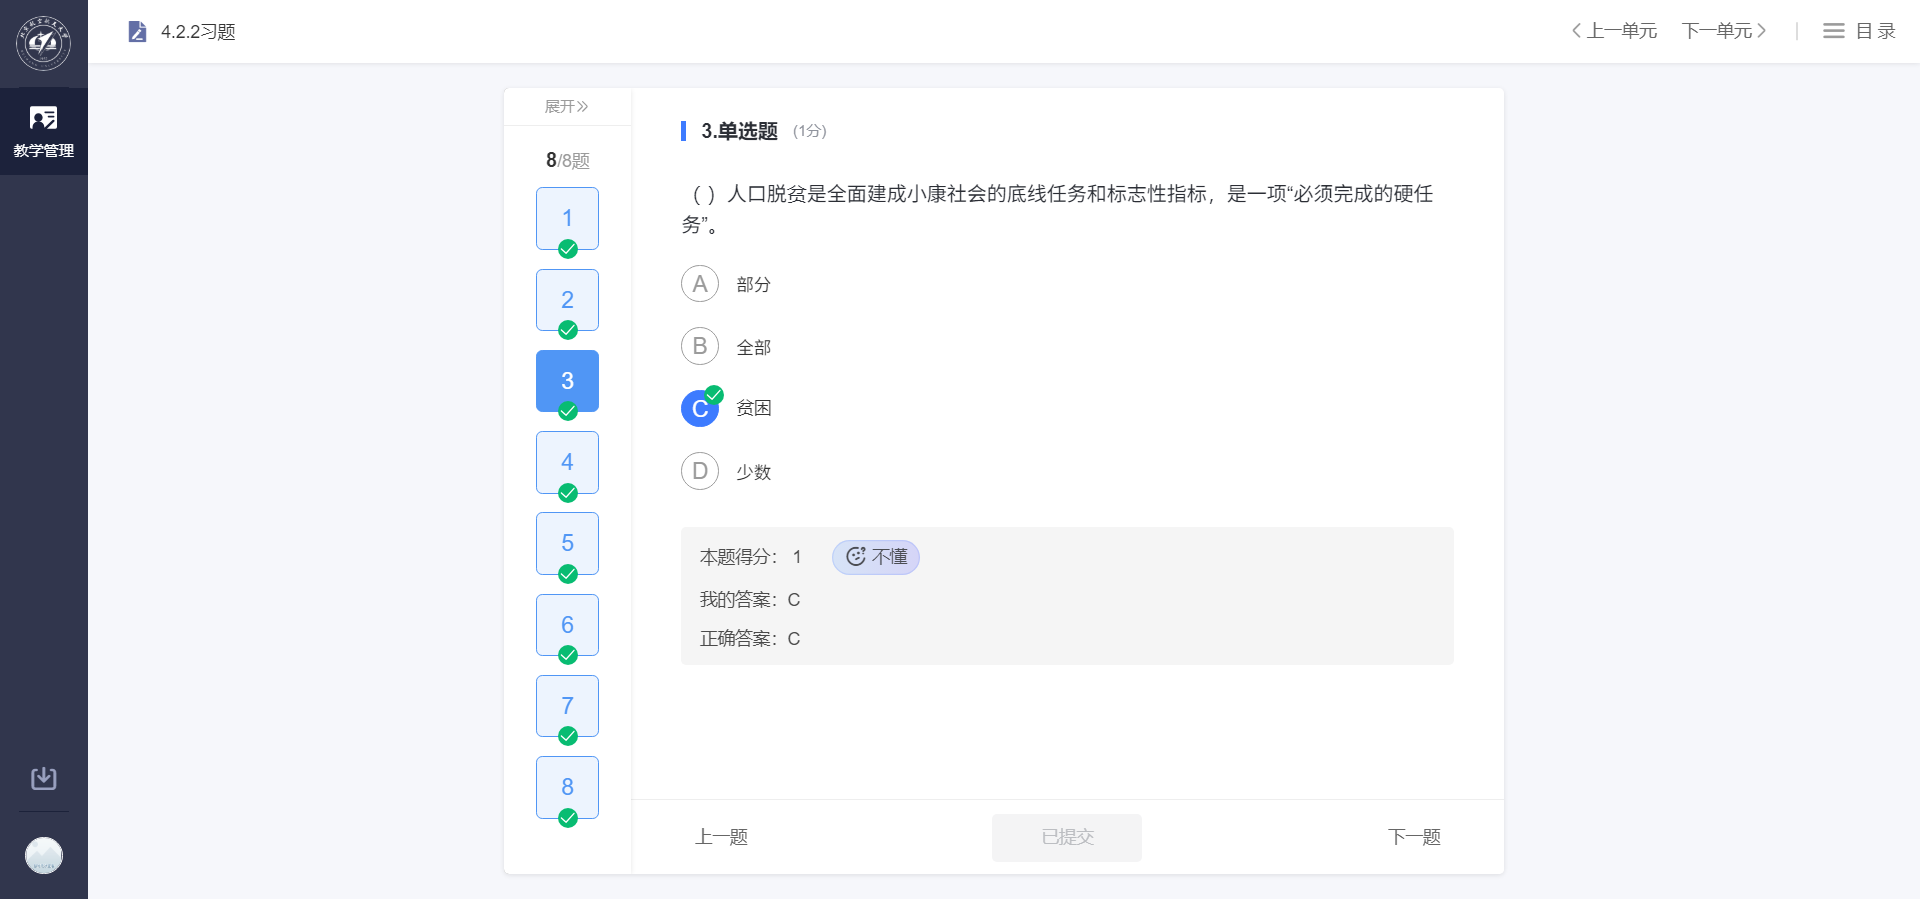 4.2.2习题
上一单元 下一单元 目录
教学管理
展开
8/8题
1
2
3
4
5
6
7
8
3.单选题 (1分)
( ) 人口脱贫是全面建成小康社会的底线任务和标志性指标，是一项“必须完成的硬任
务”。
A 部分
B 全部
C 贫困
D 少数
本题得分： 1 不懂
我的答案：C
正确答案：C
上一题 已提交 下一题